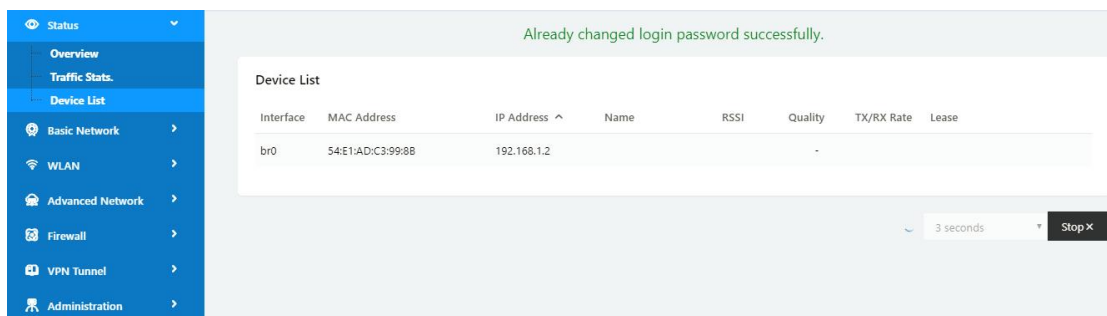 Status
Overview
Traffic Stats.
Device List
Basic Network
WLAN
Advanced Network
Firewall
VPN Tunnel
Administration
Already changed login password successfully.
Device List
Interface MAC Address IP Address Name RSSI Quality TX/RX Rate Lease
br0 54:E1:AD:C3:99:8B 192.168.1.2 -
3 seconds Stop ×